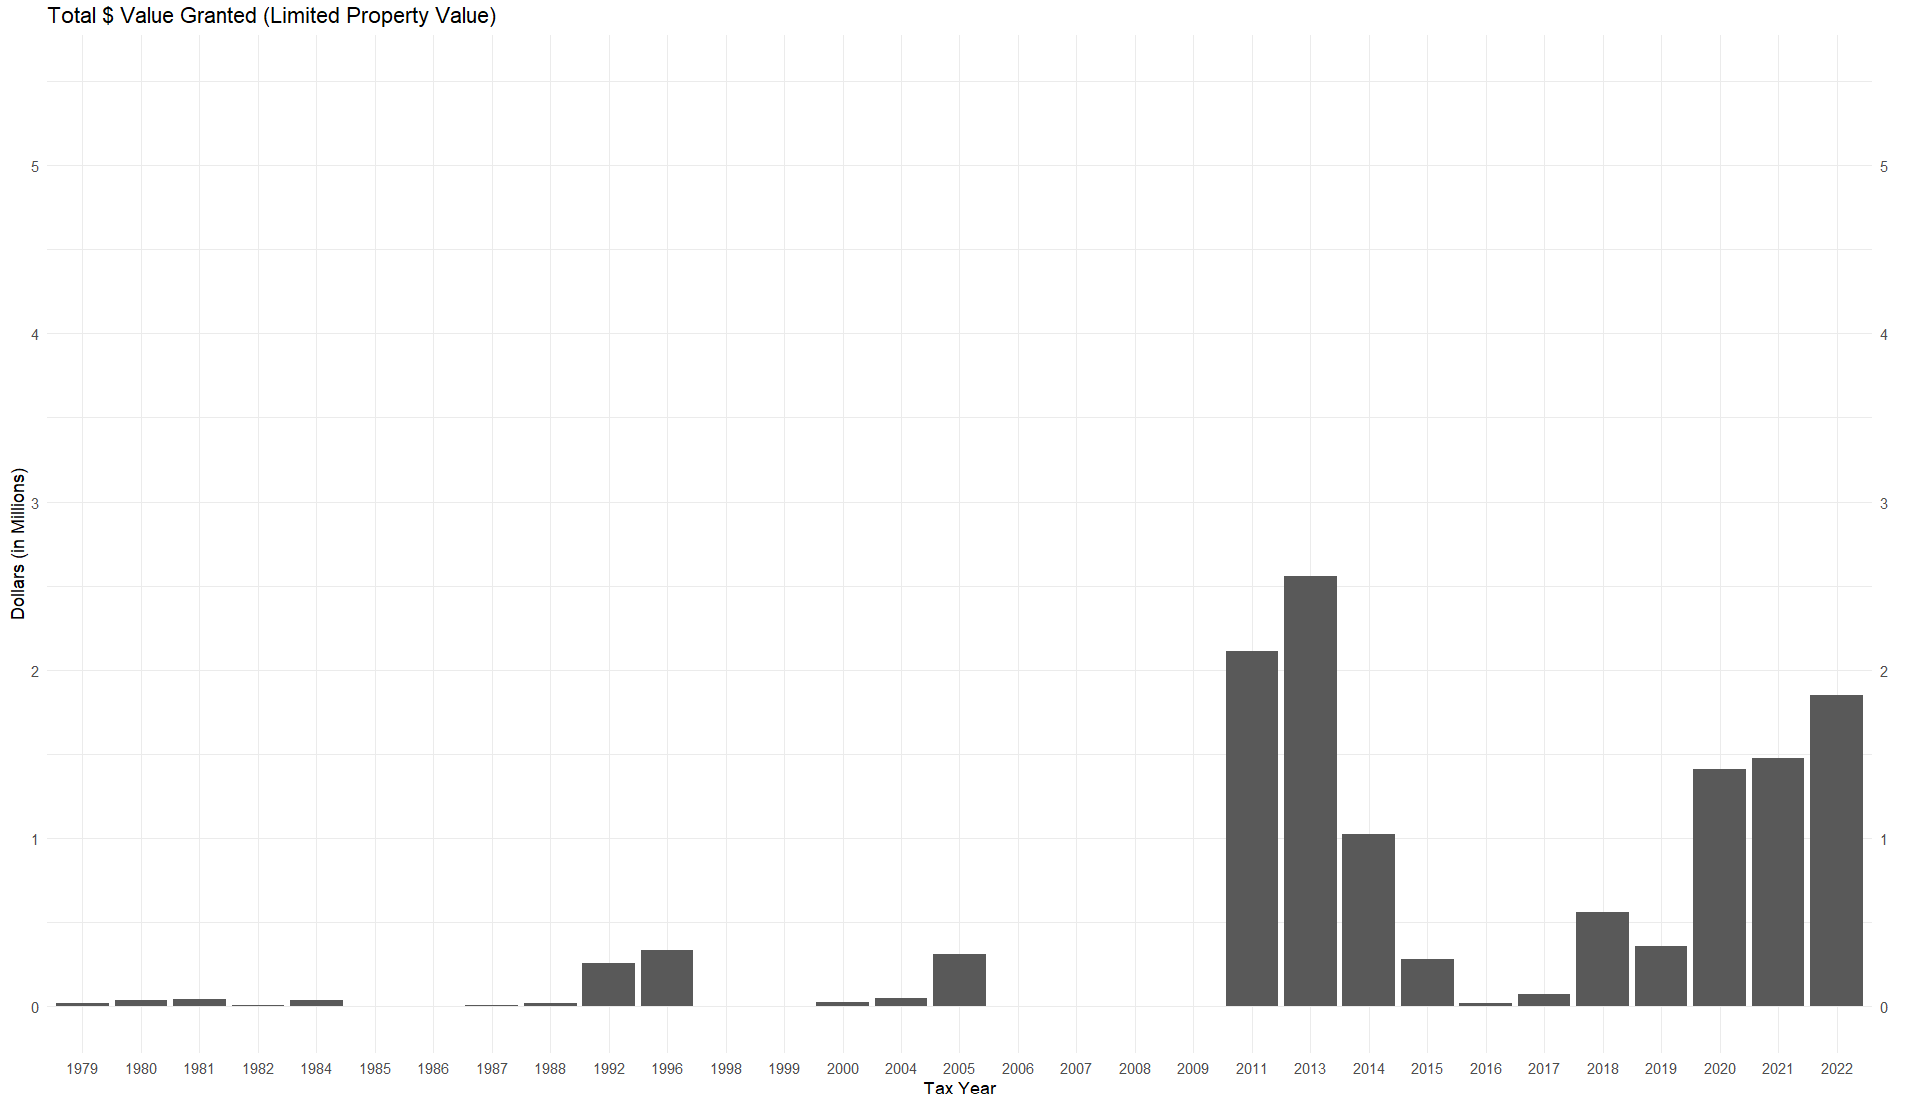 Total $ Value Granted (Limited Property Value)
Dollars (in Millions)
5 5
4 4
3 3
2 2
1 1
0 0
1979 1980 1981 1982 1984 1985 1986 1987 1988 1992 1996 1998 1999 2000 2004 2005 2006 2007 2008 2009 2011 2013 2014 2015 2016 2017 2018 2019 2020 2021 2022
Tax Year